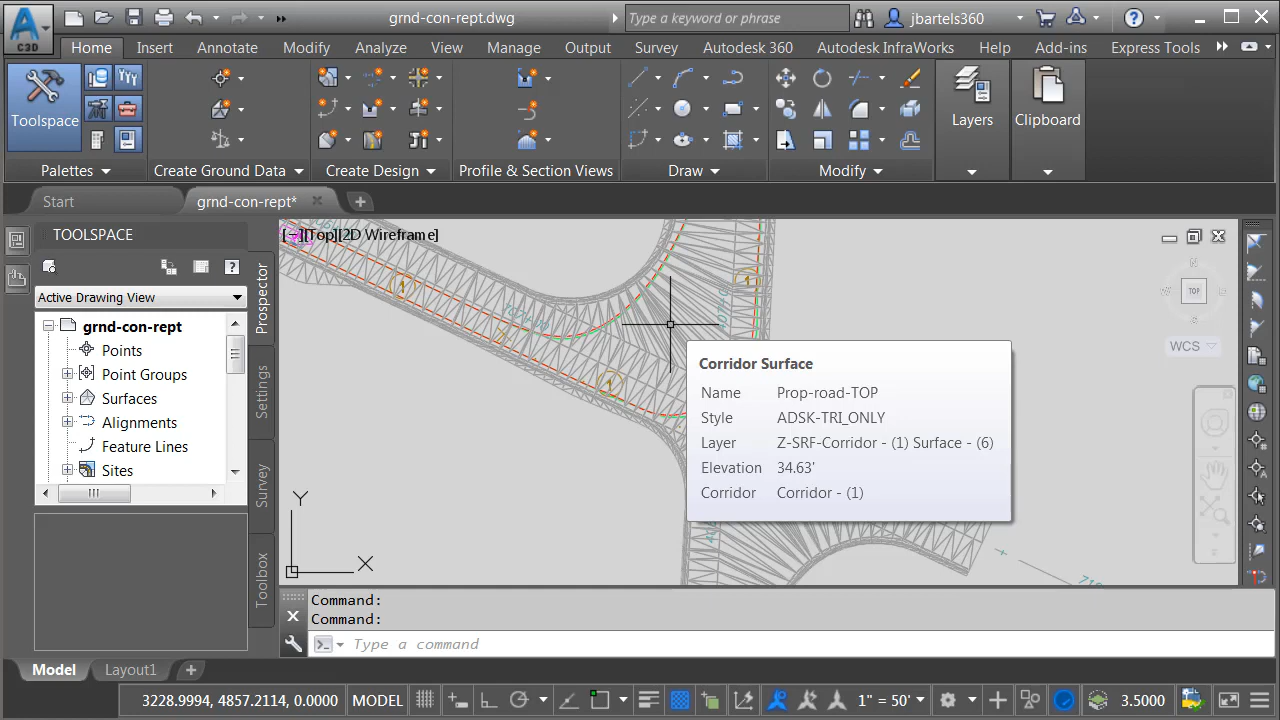 C3D
grnd-con-rept.dwg
Type a keyword or phrase
jbartels360
Home
Insert
Annotate
Modify
Analyze
View
Manage
Output
Survey
Autodesk 360
Autodesk InfraWorks
Help
Add-ins
Express Tools
Toolspace
Layers
Clipboard
Palettes
Create Ground Data
Create Design
Profile & Section Views
Draw
Modify
Start
grnd-con-rept*
TOOLSPACE
Active Drawing View
grnd-con-rept
Points
Point Groups
Surfaces
Alignments
Feature Lines
Sites
Prospector
Settings
Survey
Toolbox
[−][Top][2D Wireframe]
N
W
E
TOP
S
WCS
1
1
1
Corridor Surface
Name Prop-road-TOP
Style ADSK-TRI_ONLY
Layer Z-SRF-Corridor - (1) Surface - (6)
Elevation 34.63'
Corridor Corridor - (1)
Y
X
Command:
Command:
Type a command
Model
Layout1
3228.9994, 4857.2114, 0.0000
MODEL
1" = 50'
3.5000